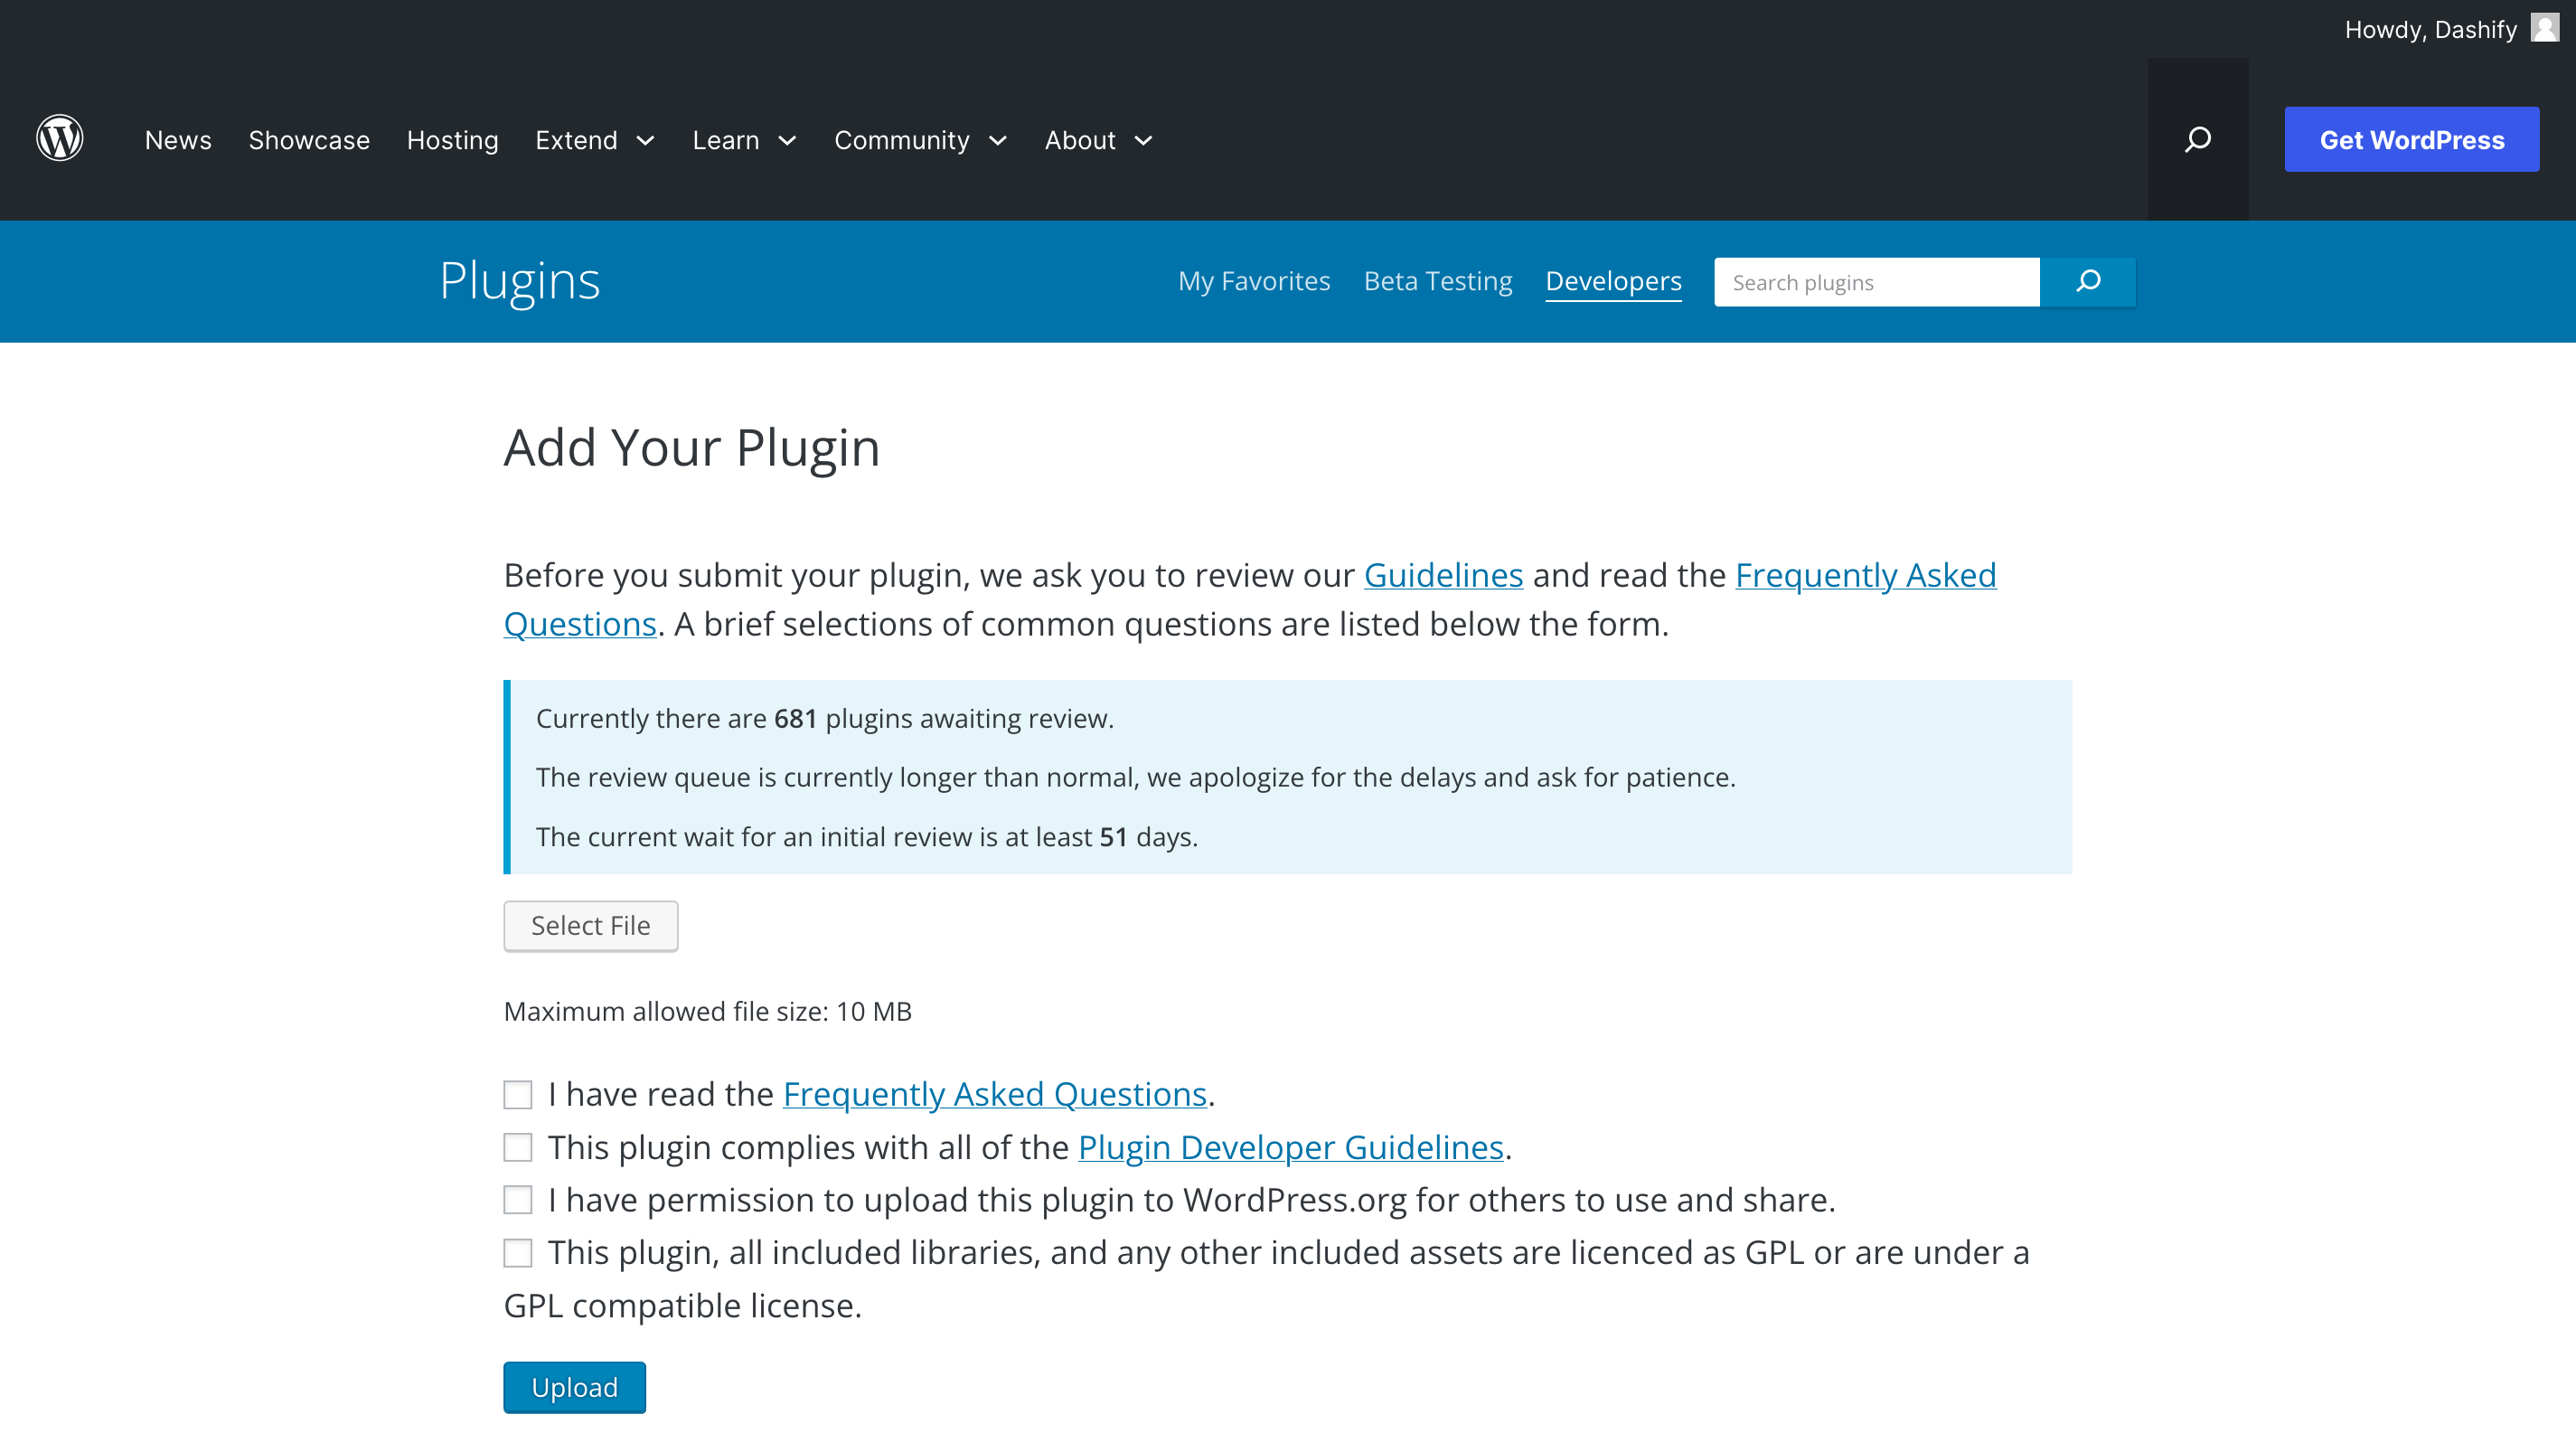 Howdy, Dashify
News Showcase Hosting Extend Learn Community About Get WordPress
Plugins My Favorites Beta Testing Developers Search plugins
Add Your Plugin
Before you submit your plugin, we ask you to review our Guidelines and read the Frequently Asked
Questions. A brief selections of common questions are listed below the form.
Currently there are 681 plugins awaiting review.
The review queue is currently longer than normal, we apologize for the delays and ask for patience.
The current wait for an initial review is at least 51 days.
Select File
Maximum allowed file size: 10 MB
I have read the Frequently Asked Questions.
This plugin complies with all of the Plugin Developer Guidelines.
I have permission to upload this plugin to WordPress.org for others to use and share.
This plugin, all included libraries, and any other included assets are licenced as GPL or are under a
GPL compatible license.
Upload